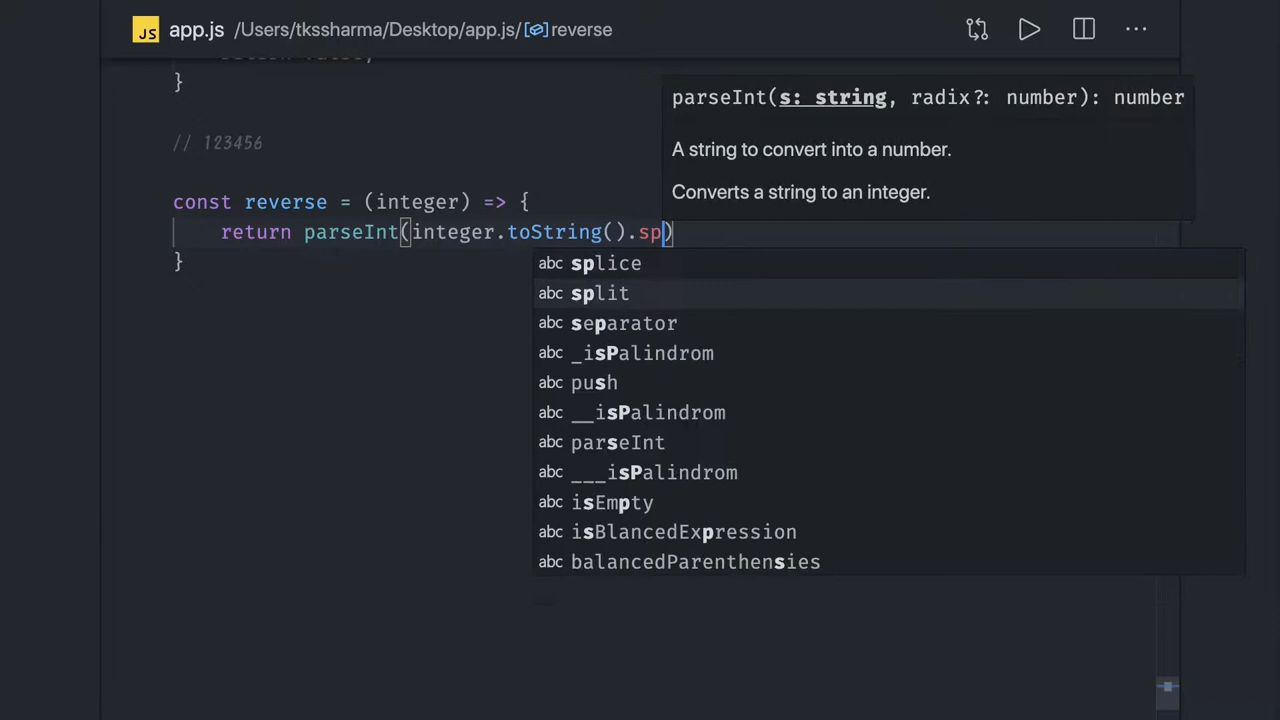 JS app.js /Users/tkssharma/Desktop/app.js/ reverse
}
parseInt(s: string, radix?: number): number
// 123456
A string to convert into a number.
Converts a string to an integer.
const reverse = (integer) => {
return parseInt(integer.toString().sp)
}
abc splice
abc split
abc separator
abc _isPalindrom
abc push
abc __isPalindrom
abc parseInt
abc ___isPalindrom
abc isEmpty
abc isBlancedExpression
abc balancedParenthensies